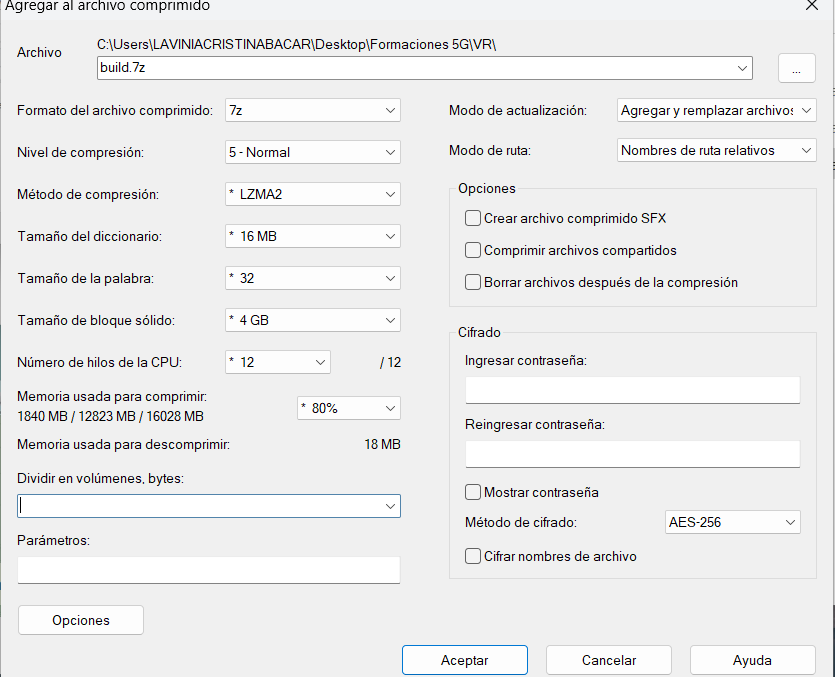 Agregar al archivo comprimido
Archivo
C:\Users\LAVINIACRISTINABACAR\Desktop\Formaciones 5G\VR\
build.7z
...
Formato del archivo comprimido:
7z
Nivel de compresión:
5 - Normal
Método de compresión:
* LZMA2
Tamaño del diccionario:
* 16 MB
Tamaño de la palabra:
* 32
Tamaño de bloque sólido:
* 4 GB
Número de hilos de la CPU:
* 12
/ 12
Memoria usada para comprimir:
1840 MB / 12823 MB / 16028 MB
* 80%
Memoria usada para descomprimir:
18 MB
Dividir en volúmenes, bytes:
Parámetros:
Opciones
Modo de actualización:
Agregar y remplazar archivos
Modo de ruta:
Nombres de ruta relativos
Opciones
Crear archivo comprimido SFX
Comprimir archivos compartidos
Borrar archivos después de la compresión
Cifrado
Ingresar contraseña:
Reingresar contraseña:
Mostrar contraseña
Método de cifrado:
AES-256
Cifrar nombres de archivo
Aceptar
Cancelar
Ayuda